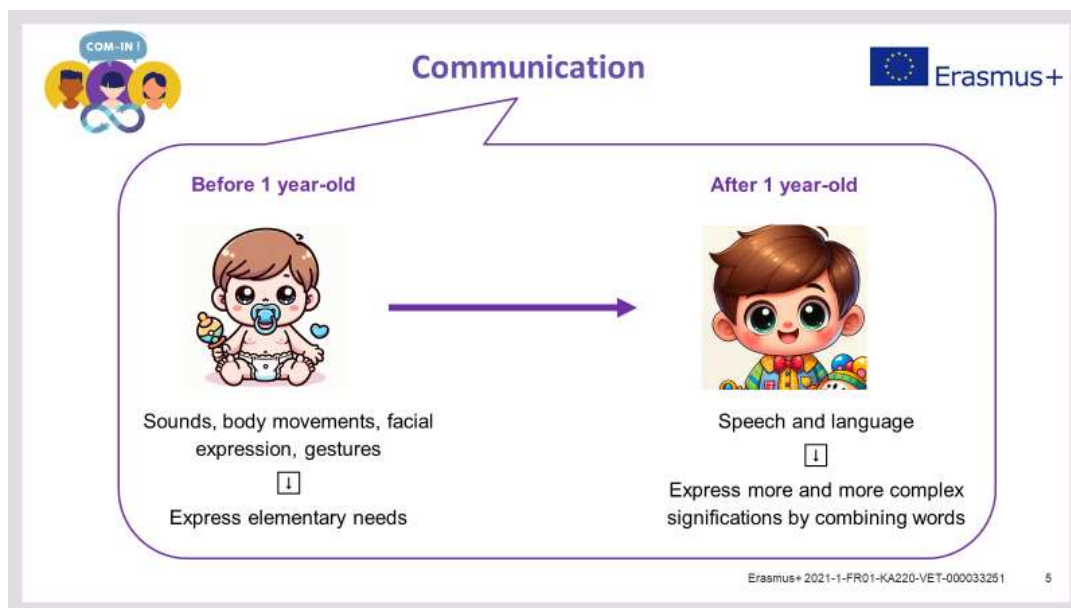 COM-IN !
Communication
Erasmus+
Before 1 year-old
After 1 year-old
Sounds, body movements, facial
expression, gestures
↓
Express elementary needs
Speech and language
↓
Express more and more complex
significations by combining words
Erasmus+ 2021-1-FR01-KA220-VET-000033251
5